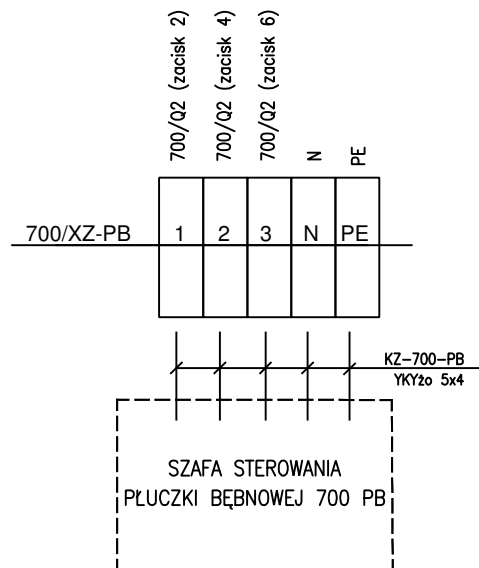 700/Q2 (zacisk 2)
700/Q2 (zacisk 4)
700/Q2 (zacisk 6)
N
PE
700/XZ-PB
1
2
3
N
PE
KZ-700-PB
YKYżo 5x4
SZAFA STEROWANIA
PŁUCZKI BĘBNOWEJ 700 PB